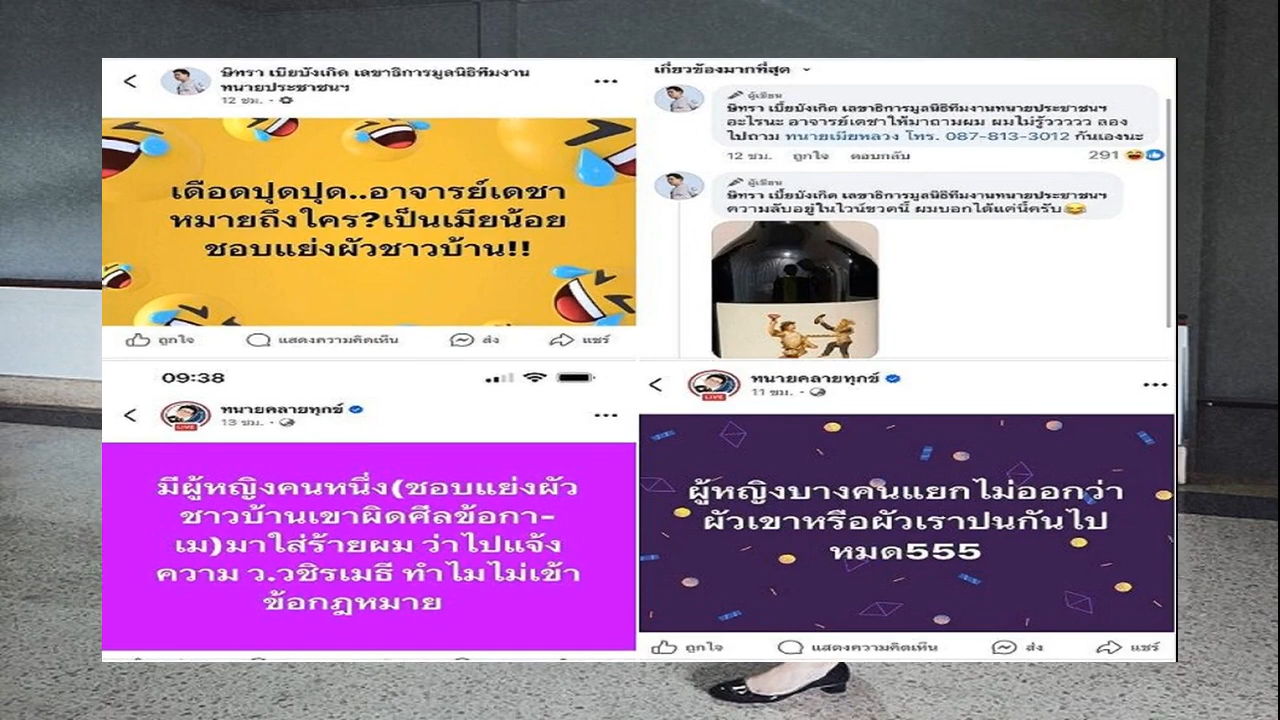 ษิทรา เบี้ยบังเกิด เลขาธิการมูลนิธิทีมงาน
ทนายประชาชนฯ
12 ชม.
เดือดปุดปุด..อาจารย์เดชา
หมายถึงใคร?เป็นเมียน้อย
ชอบแย่งผัวชาวบ้าน!!
ถูกใจ
แสดงความคิดเห็น
ส่ง
แชร์
เกี่ยวข้องมากที่สุด
ผู้เขียน
ษิทรา เบี้ยบังเกิด เลขาธิการมูลนิธิทีมงานทนายประชาชนฯ
อะไรนะ อาจารย์เดชาให้มาถามผม ผมไม่รู้ววววว ลอง
ไปถาม ทนายเมียหลวง โทร. 087-813-3012 กันเองนะ
12 ชม. ถูกใจ ตอบกลับ 291
ผู้เขียน
ษิทรา เบี้ยบังเกิด เลขาธิการมูลนิธิทีมงานทนายประชาชนฯ
ความลับอยู่ในไวน์ขวดนี้ ผมบอกได้แค่นี้ครับ
09:38
ทนายคลายทุกข์
LIVE
13 ชม.
มีผู้หญิงคนหนึ่ง(ชอบแย่งผัว
ชาวบ้านเขาผิดศีลข้อกา-
เม)มาใส่ร้ายผม ว่าไปแจ้ง
ความ ว.วชิรเมธี ทำไมไม่เข้า
ข้อกฎหมาย
ทนายคลายทุกข์
LIVE
11 ชม.
ผู้หญิงบางคนแยกไม่ออกว่า
ผัวเขาหรือผัวเราปนกันไป
หมด555
ถูกใจ
แสดงความคิดเห็น
ส่ง
แชร์